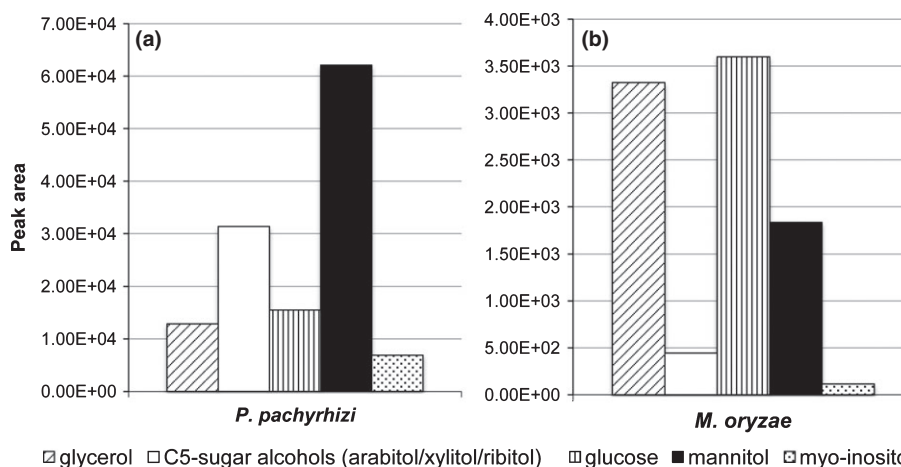 (a)
Peak area
7.00E+04
6.00E+04
5.00E+04
4.00E+04
3.00E+04
2.00E+04
1.00E+04
0.00E+00
P. pachyrhizi
(b)
4.00E+03
3.50E+03
3.00E+03
2.50E+03
2.00E+03
1.50E+03
1.00E+03
5.00E+02
0.00E+00
M. oryzae
glycerol C5-sugar alcohols (arabitol/xylitol/ribitol) glucose mannitol myo-inosito